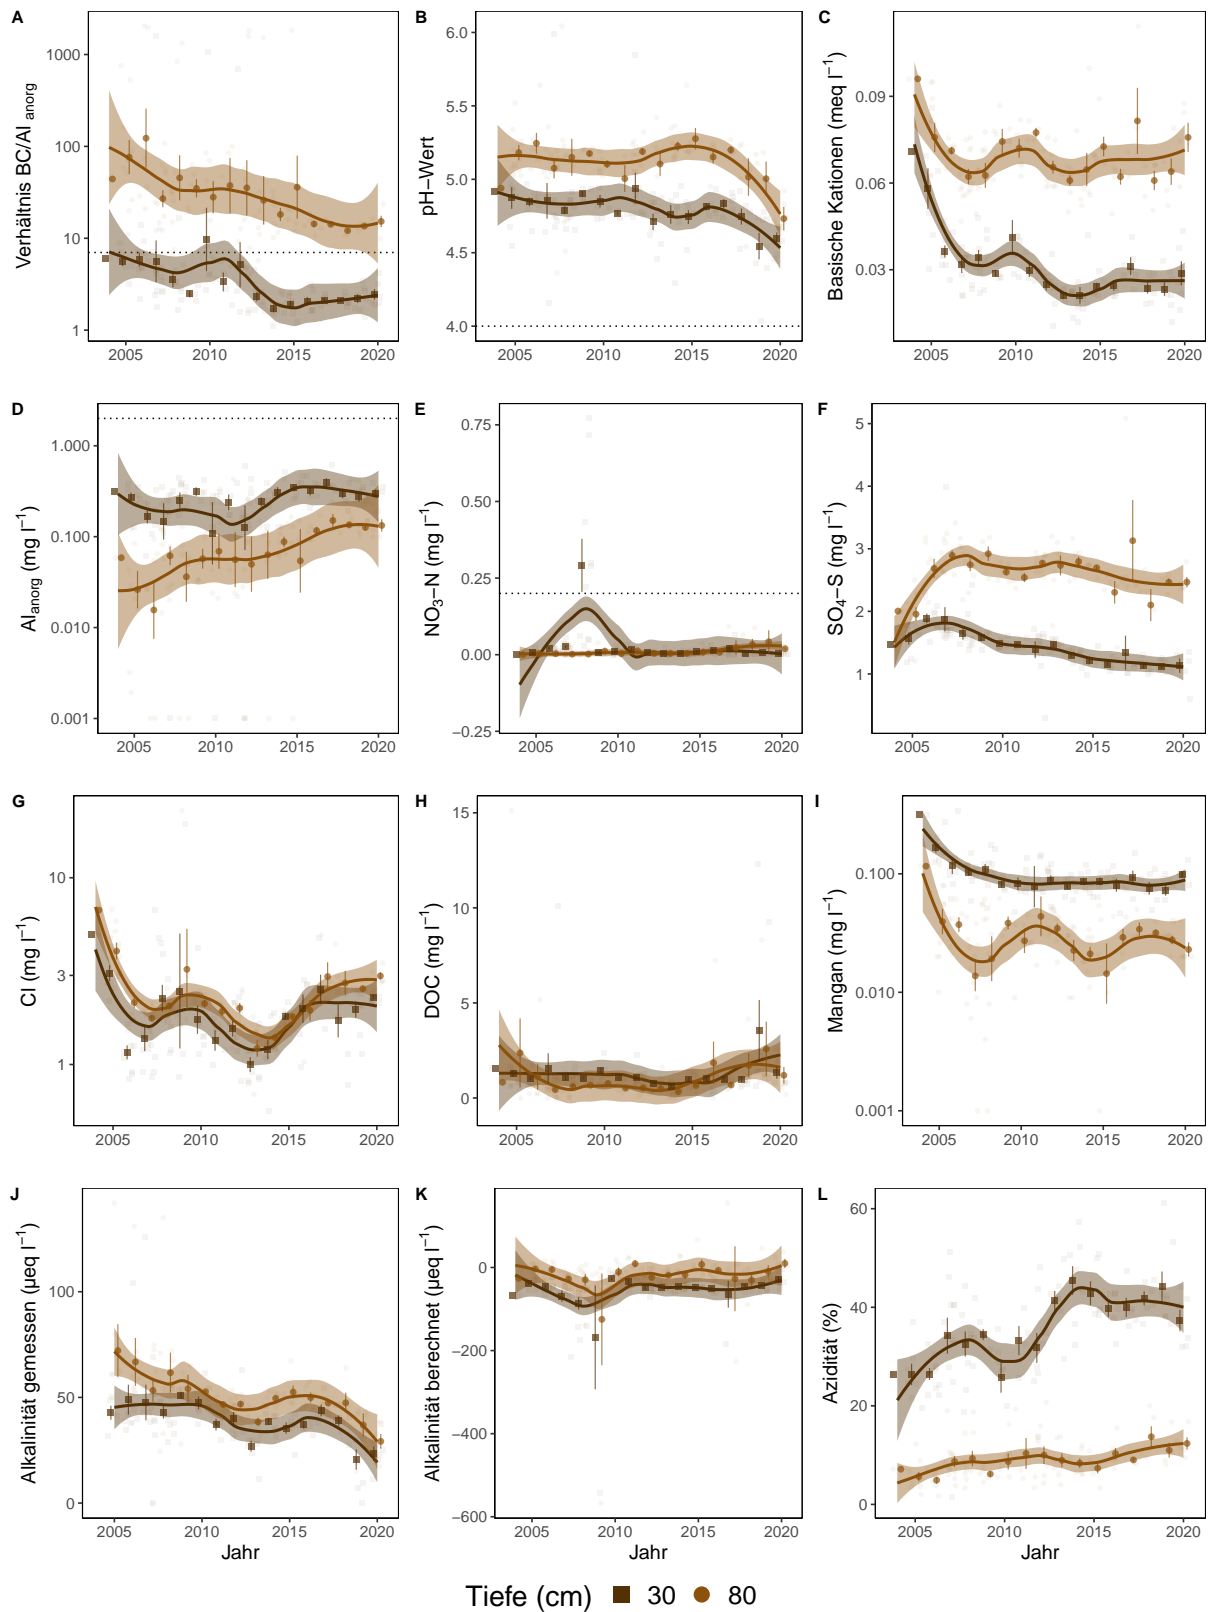 A
Verhältnis BC/Al anorg
1000
100
10
1
2005 2010 2015 2020
B
pH−Wert
6.0
5.5
5.0
4.5
4.0
2005 2010 2015 2020
C
Basische Kationen (meq l−1)
0.09
0.06
0.03
2005 2010 2015 2020
D
Alanorg (mg l−1)
1.000
0.100
0.010
0.001
2005 2010 2015 2020
E
NO3−N (mg l−1)
0.75
0.50
0.25
0.00
−0.25
2005 2010 2015 2020
F
SO4−S (mg l−1)
5
4
3
2
1
2005 2010 2015 2020
G
Cl (mg l−1)
10
3
1
2005 2010 2015 2020
H
DOC (mg l−1)
15
10
5
0
2005 2010 2015 2020
I
Mangan (mg l−1)
0.100
0.010
0.001
2005 2010 2015 2020
J
Alkalinität gemessen (µeq l−1)
100
50
0
2005 2010 2015 2020
Jahr
K
Alkalinität berechnet (µeq l−1)
0
−200
−400
−600
2005 2010 2015 2020
Jahr
L
Azidität (%)
60
40
20
0
2005 2010 2015 2020
Jahr
Tiefe (cm) 30 80